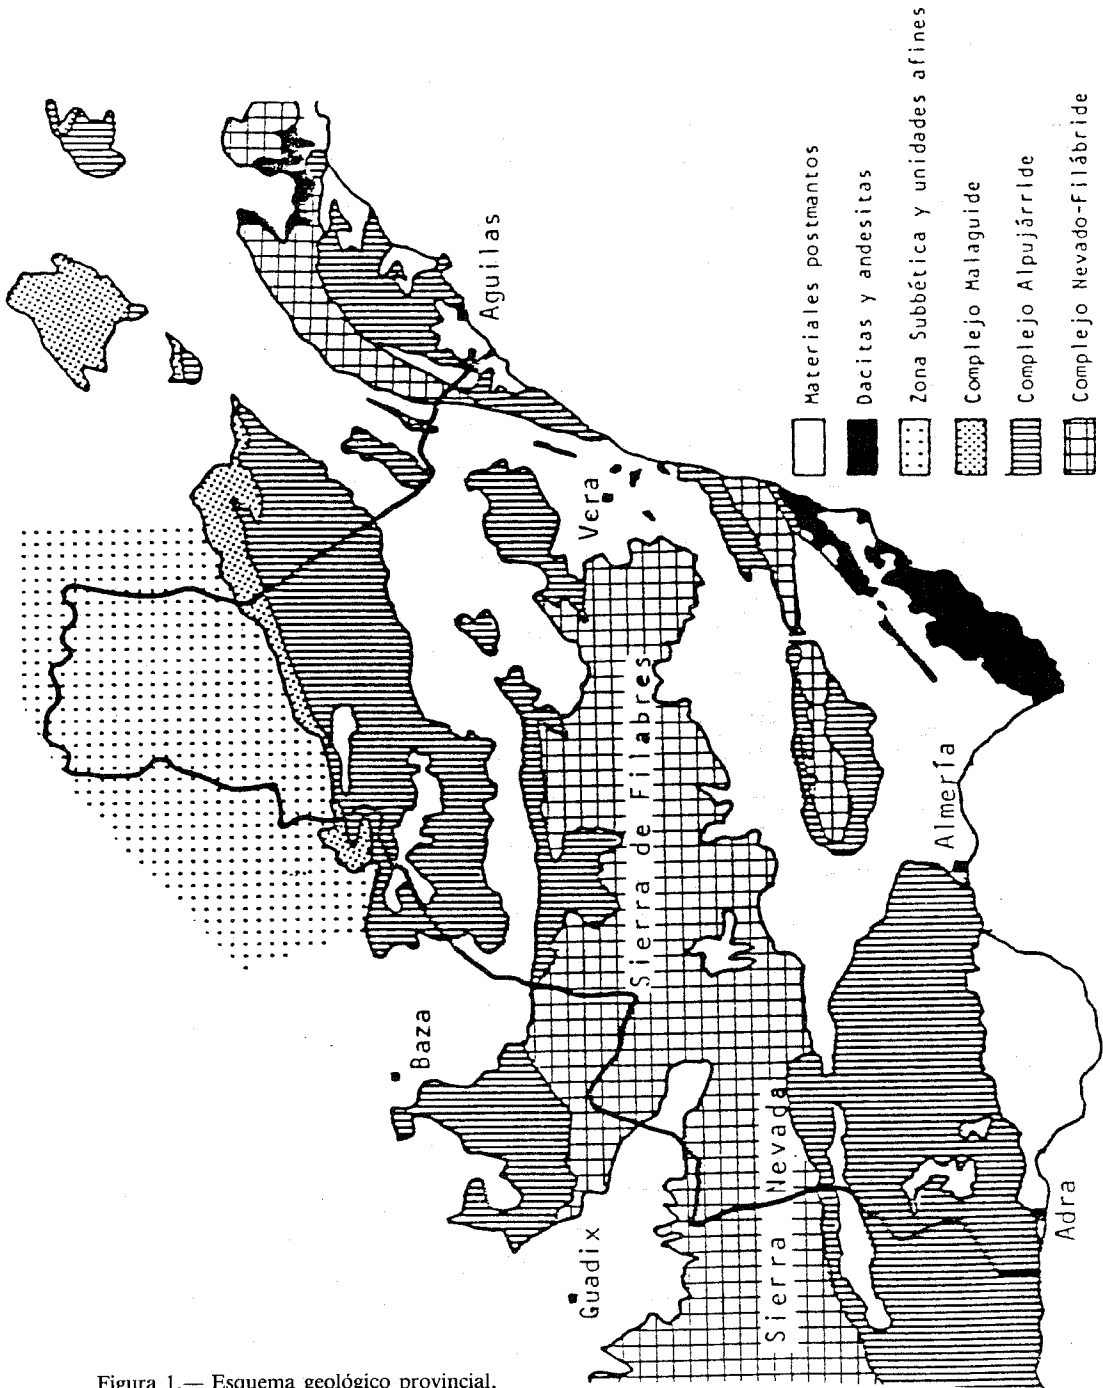 Aguilas
Vera
Baza
Sierra de Filabres
Almería
Guadix
Sierra Nevada
Adra
Materiales postmantos
Dacitas y andesitas
Zona Subbética y unidades afines
Complejo Malaguide
Complejo Alpujárride
Complejo Nevado-Filábride
Figura 1.— Esquema geológico provincial.